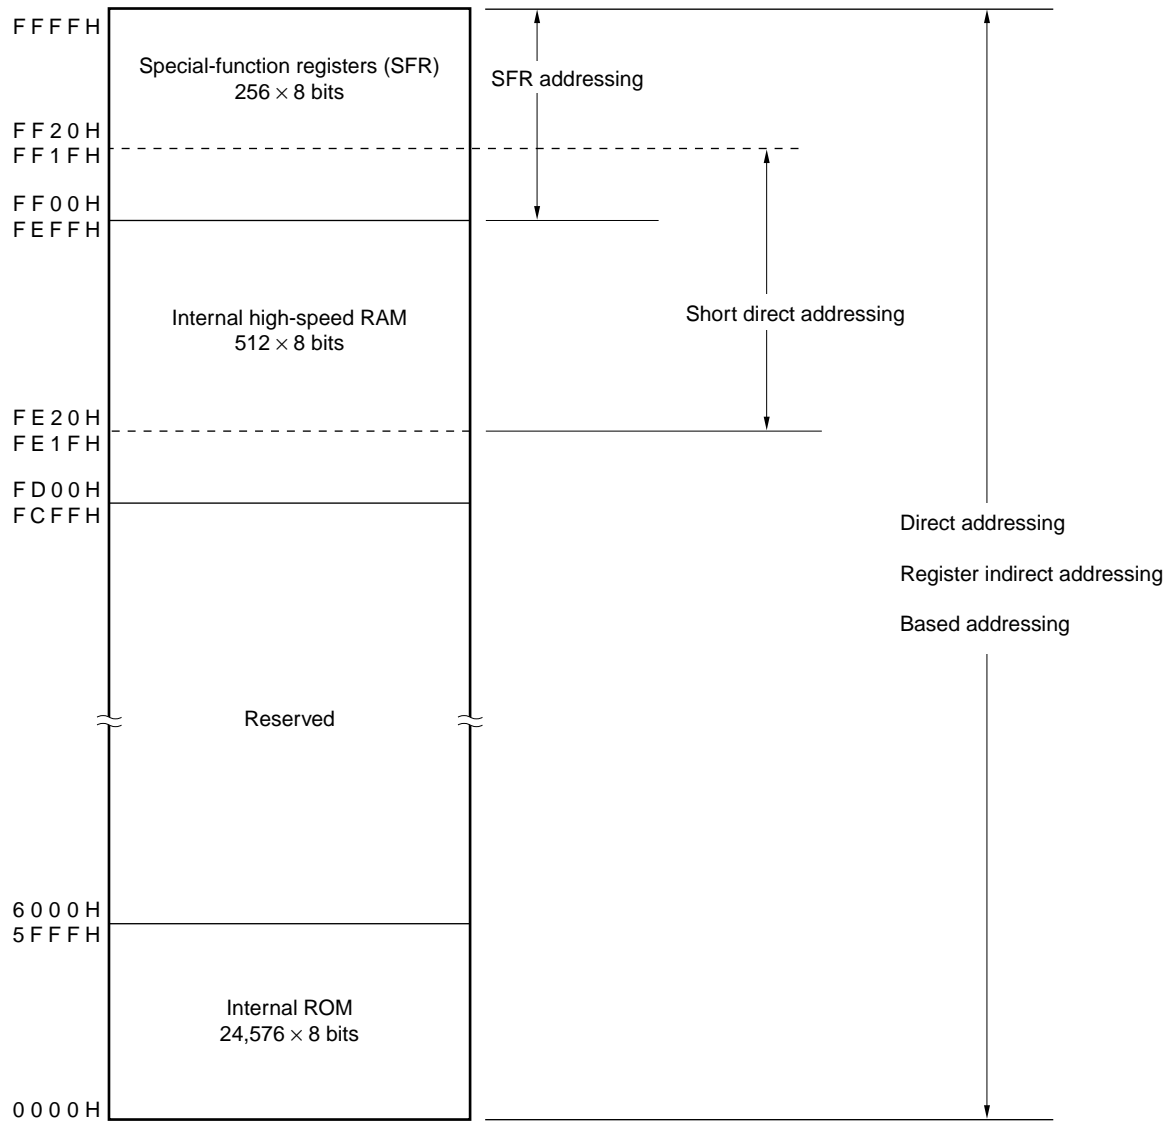 FFFFH
Special-function registers (SFR)
256 × 8 bits
SFR addressing
FF20H
FF1FH
FF00H
FEFFH
Internal high-speed RAM
512 × 8 bits
Short direct addressing
FE20H
FE1FH
FD00H
FCFFH
Direct addressing
Register indirect addressing
Based addressing
Reserved
6000H
5FFFH
Internal ROM
24,576 × 8 bits
0000H